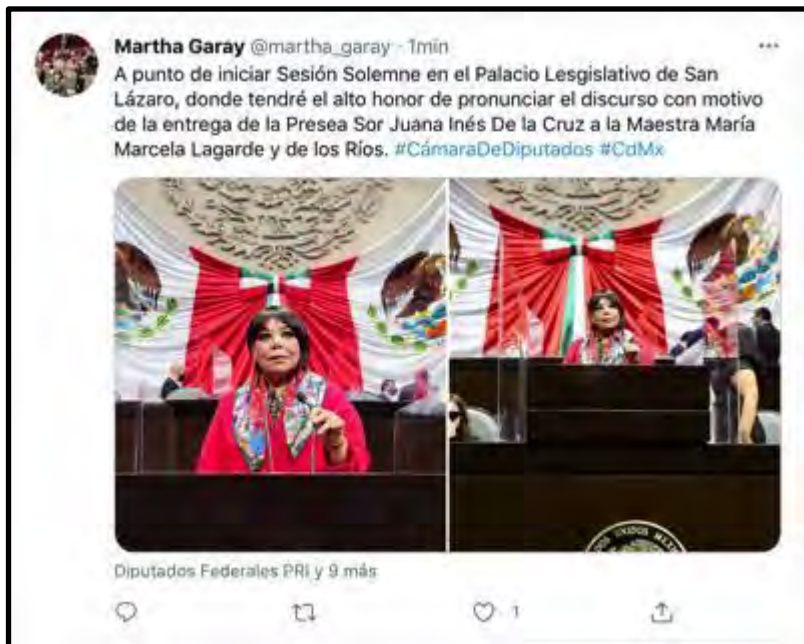 Martha Garay @martha_garay · 1min
A punto de iniciar Sesión Solemne en el Palacio Lesgislativo de San
Lázaro, donde tendré el alto honor de pronunciar el discurso con motivo
de la entrega de la Presea Sor Juana Inés De la Cruz a la Maestra María
Marcela Lagarde y de los Ríos. #CámaraDeDiputados #CdMx
UNIDOS MEXI
Diputados Federales PRI y 9 más
1